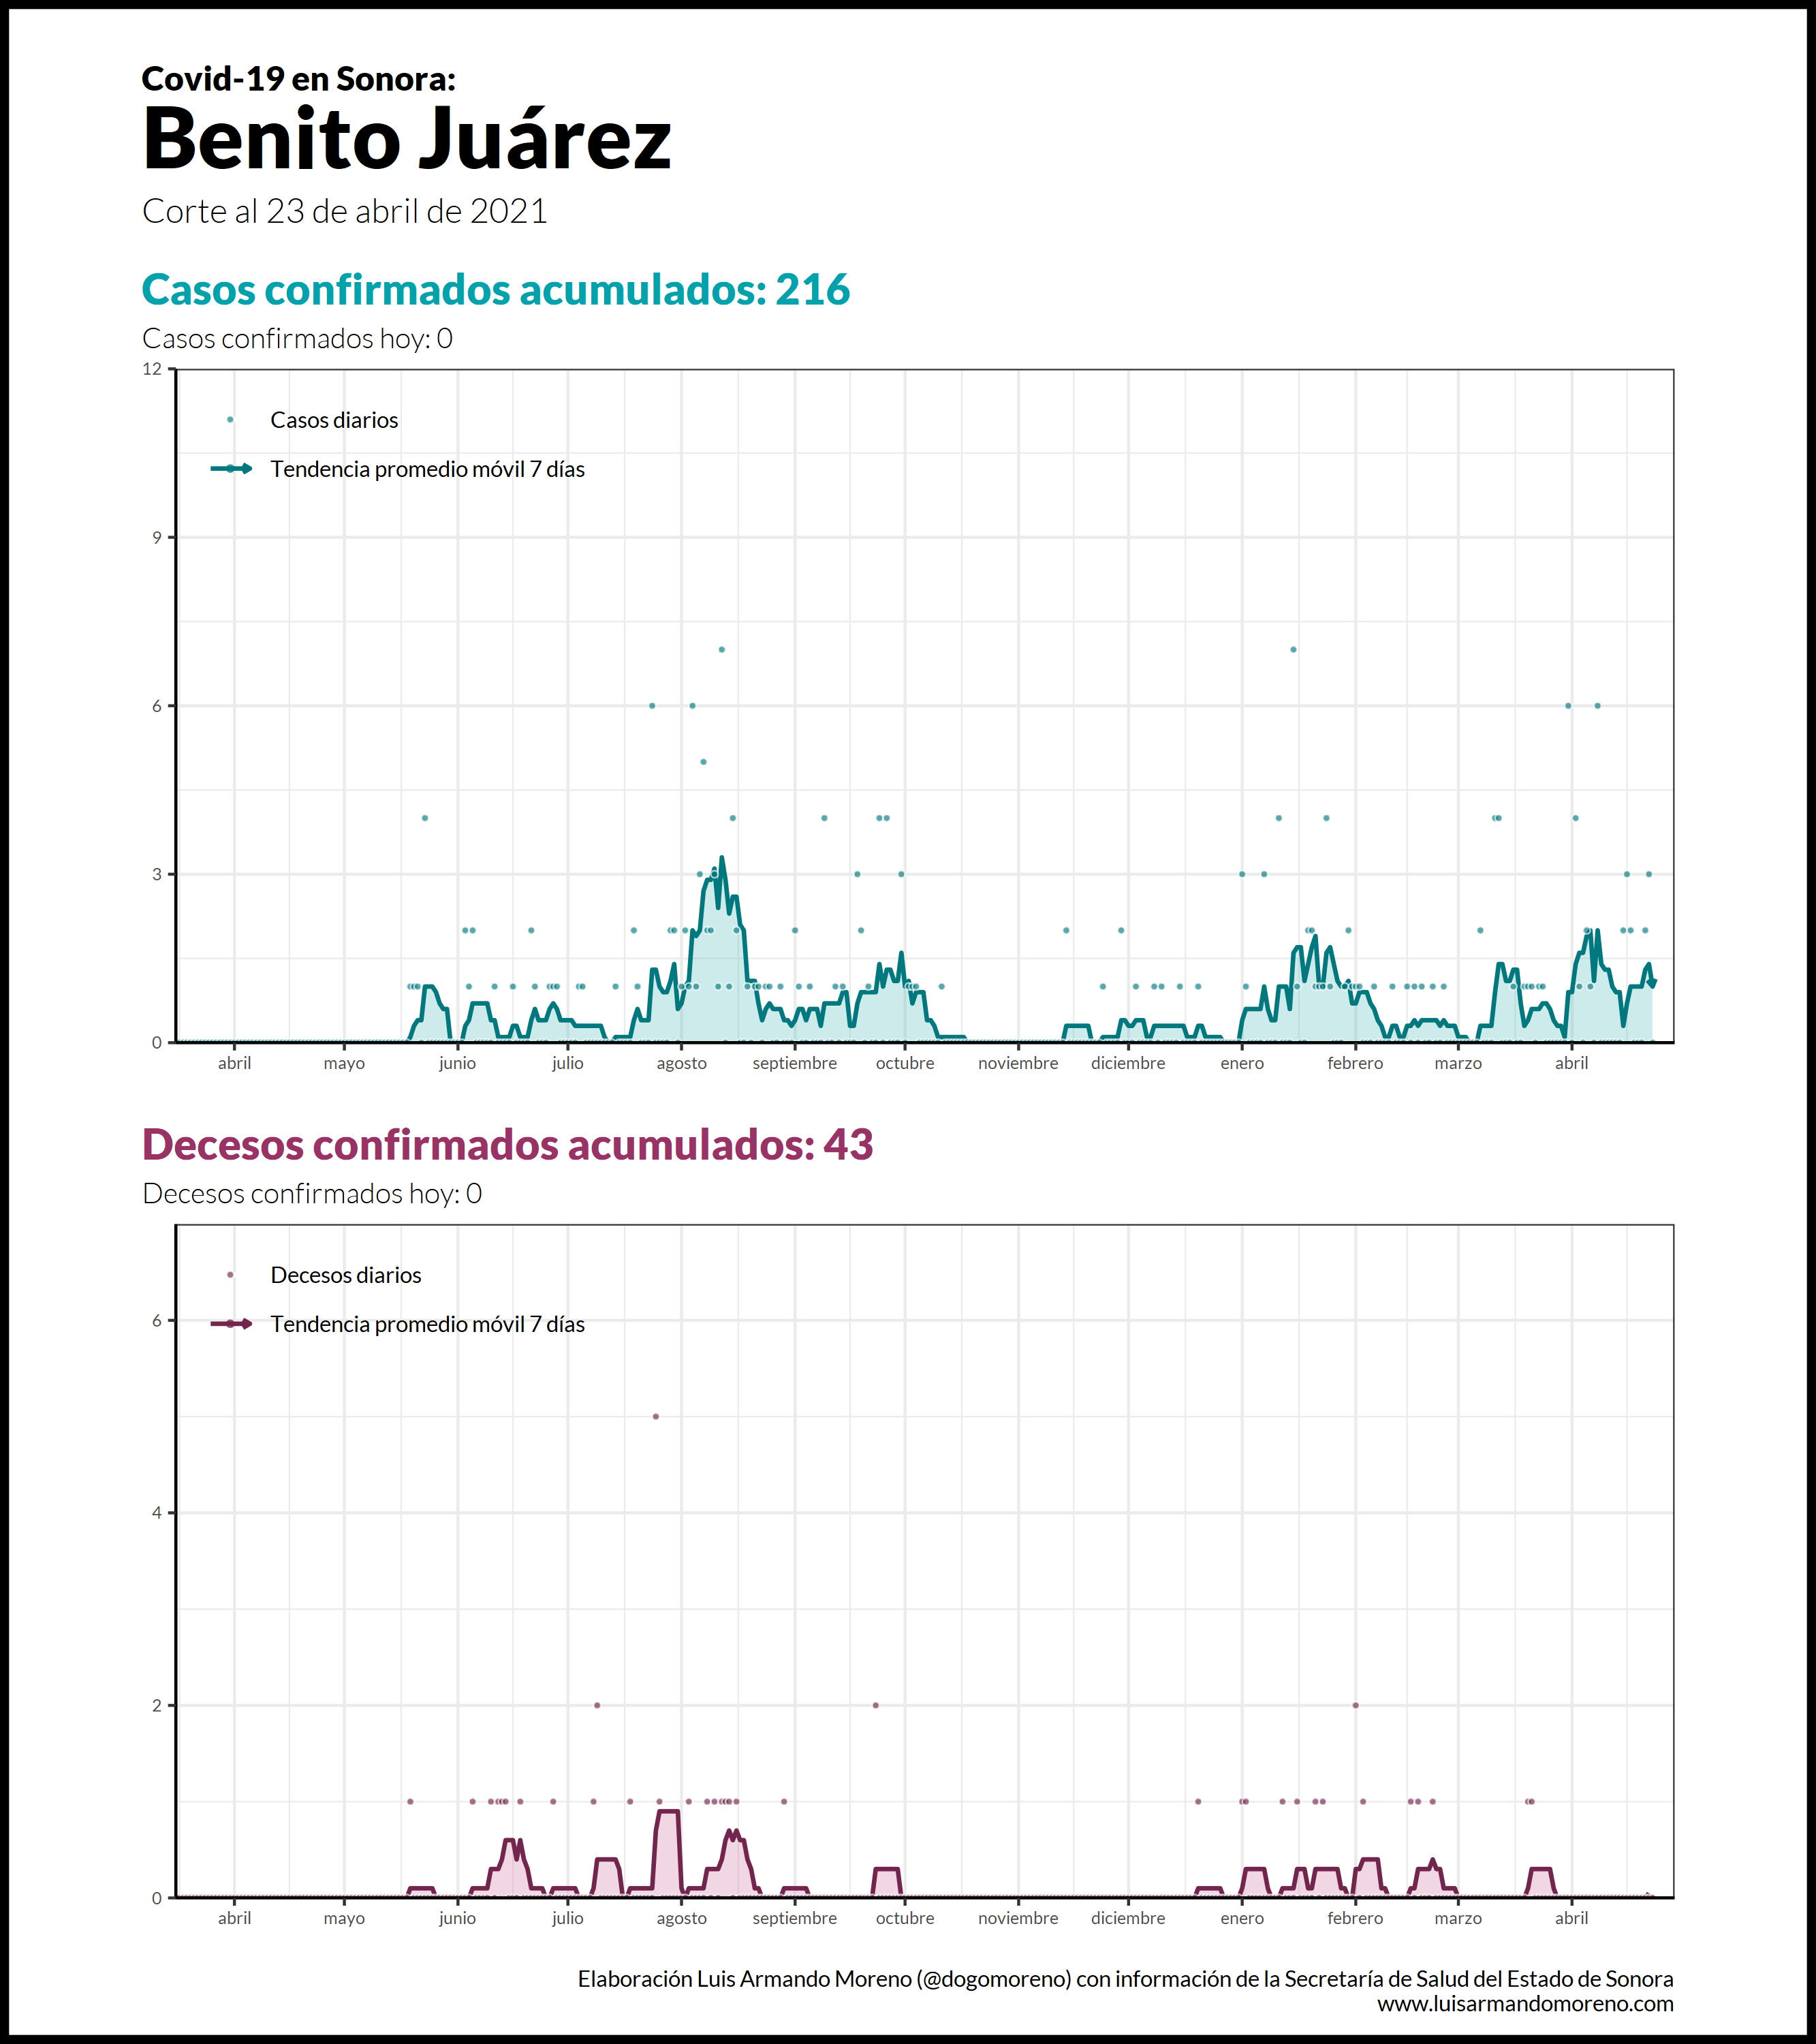 Covid-19 en Sonora:
Benito Juárez
Corte al 23 de abril de 2021
Casos confirmados acumulados: 216
Casos confirmados hoy: 0
12
Casos diarios
Tendencia promedio móvil 7 días
9
6
3
0
abril mayo junio julio agosto septiembre octubre noviembre diciembre enero febrero marzo abril
Decesos confirmados acumulados: 43
Decesos confirmados hoy: 0
Decesos diarios
6
Tendencia promedio móvil 7 días
4
2
0
abril mayo junio julio agosto septiembre octubre noviembre diciembre enero febrero marzo abril
Elaboración Luis Armando Moreno (@dogomoreno) con información de la Secretaría de Salud del Estado de Sonora
www.luisarmandomoreno.com